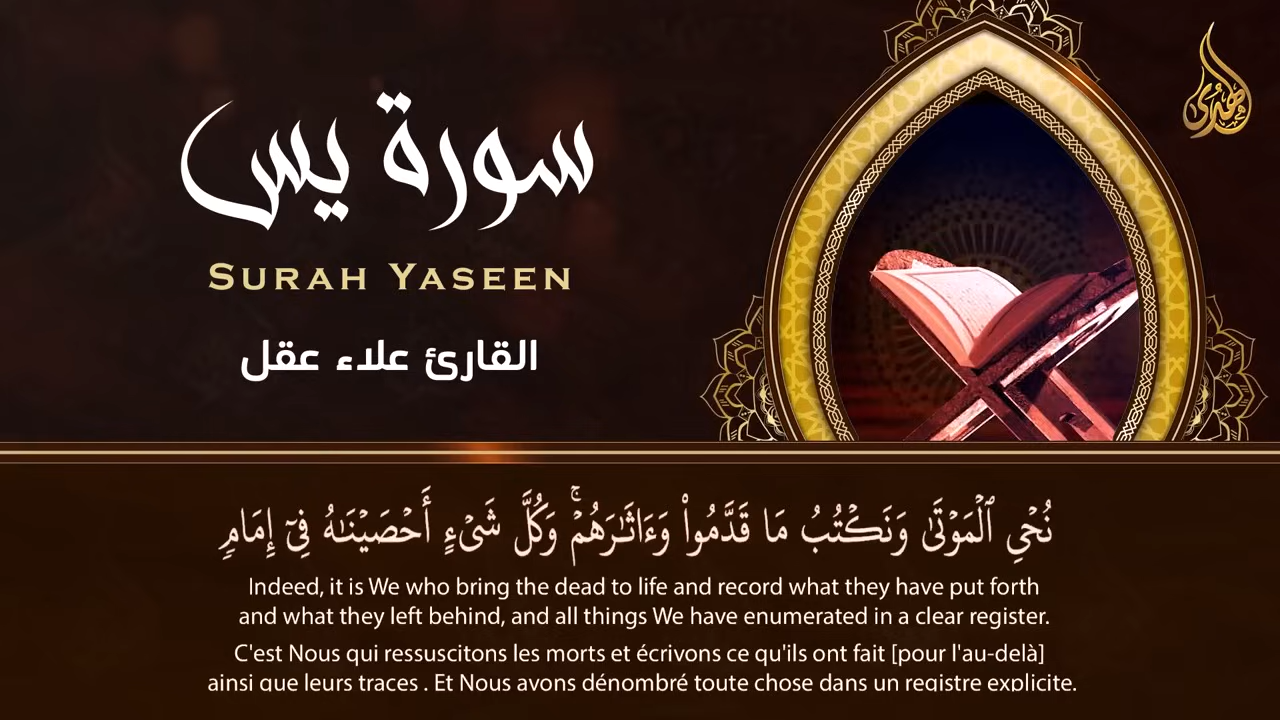 سورة يس
الهدى
SURAH YASEEN
القارئ علاء عقل
نُحْيِ ٱلْمَوْتَىٰ وَنَكْتُبُ مَا قَدَّمُوا۟ وَءَاثَٰرَهُمْ ۚ وَكُلَّ شَىْءٍ أَحْصَيْنَٰهُ فِىٓ إِمَامٍ
Indeed, it is We who bring the dead to life and record what they have put forth
and what they left behind, and all things We have enumerated in a clear register.
C'est Nous qui ressuscitons les morts et écrivons ce qu'ils ont fait [pour l'au-delà]
ainsi que leurs traces . Et Nous avons dénombré toute chose dans un registre explicite.